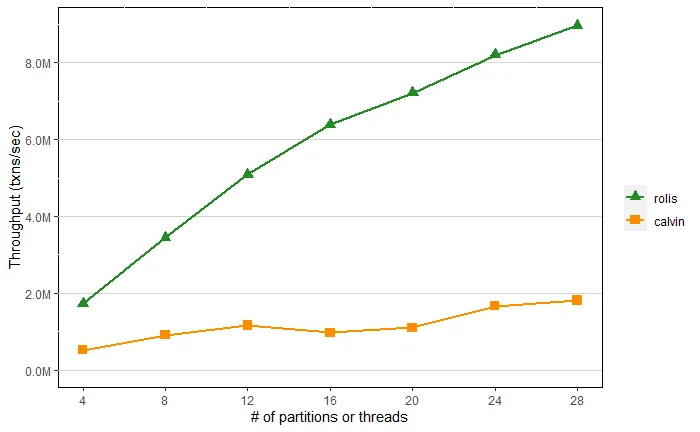 Throughput (txns/sec)
8.0M
6.0M
4.0M
2.0M
0.0M
4 8 12 16 20 24 28
# of partitions or threads
rolis
calvin